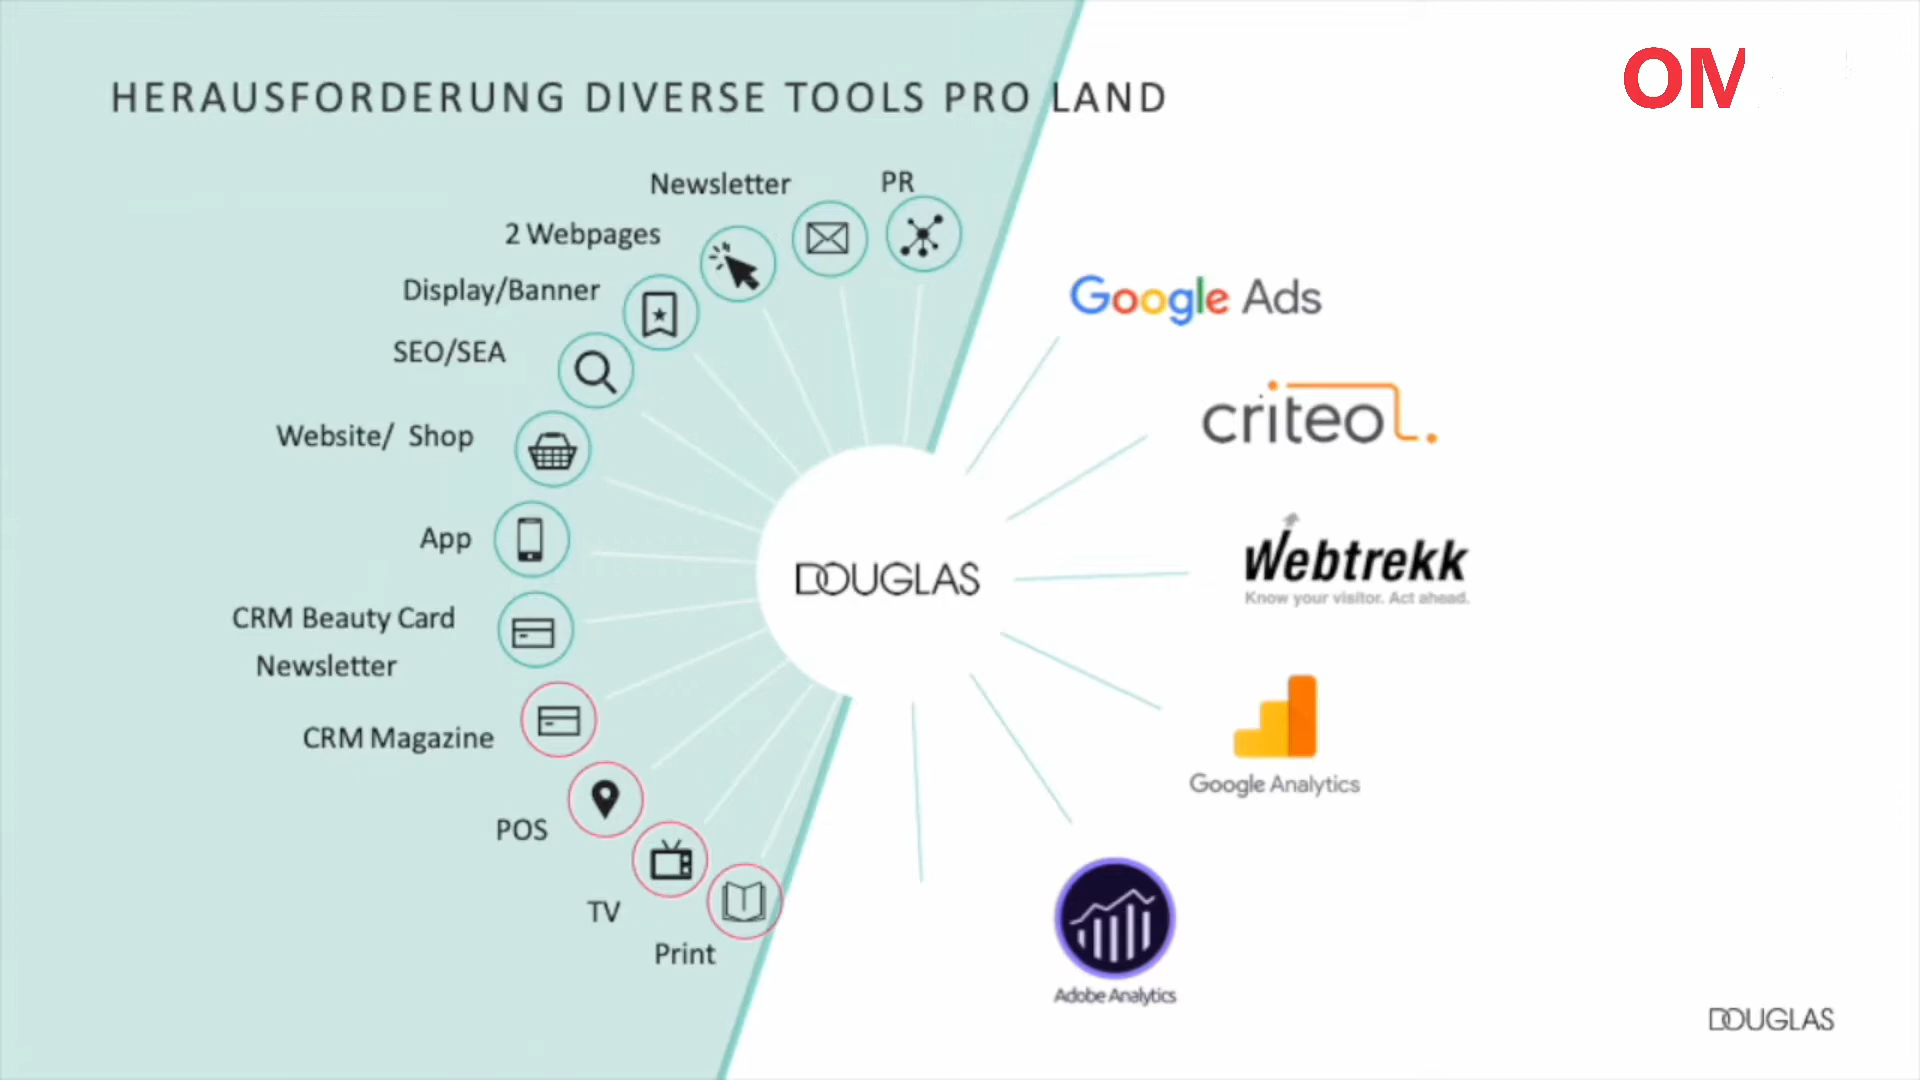 HERAUSFORDERUNG DIVERSE TOOLS PRO LAND
OM
Newsletter
PR
2 Webpages
Display/Banner
SEO/SEA
Website/ Shop
App
CRM Beauty Card
Newsletter
CRM Magazine
POS
TV
Print
DOUGLAS
Google Ads
criteo
Webtrekk
Know your visitor. Act ahead.
Google Analytics
Adobe Analytics
DOUGLAS